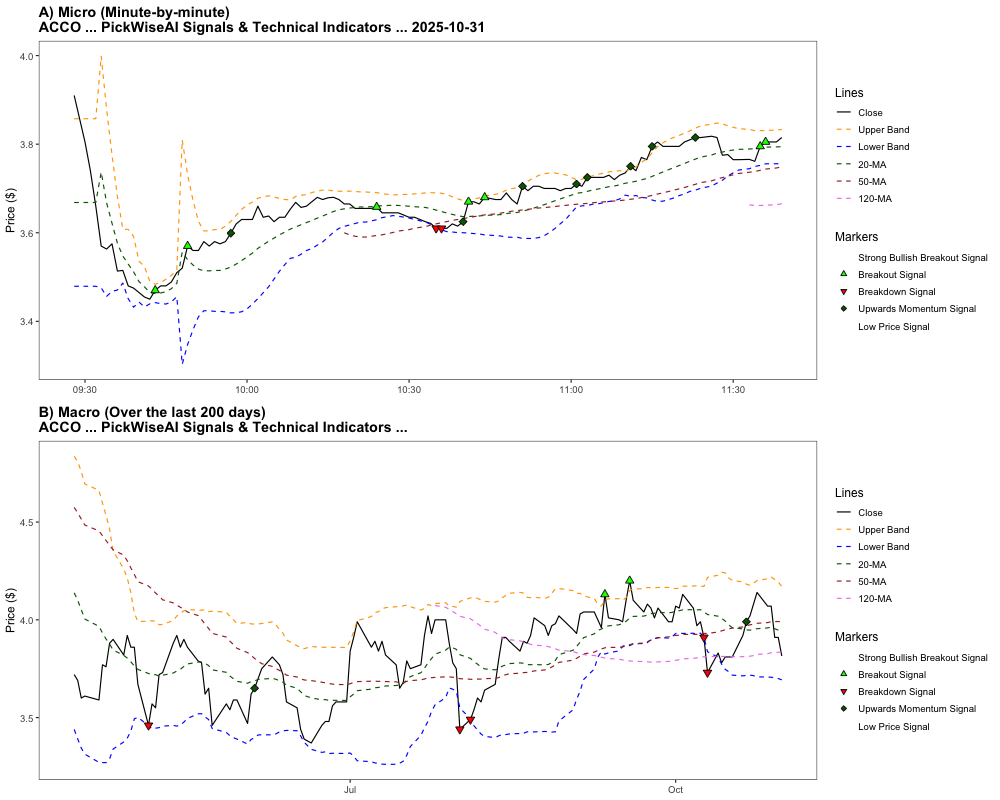 A) Micro (Minute-by-minute)
ACCO ... PickWiseAI Signals & Technical Indicators ... 2025-10-31
4.0
3.8
3.6
3.4
Price ($)
09:30
10:00
10:30
11:00
11:30
Lines
Close
Upper Band
Lower Band
20-MA
50-MA
120-MA
Markers
Strong Bullish Breakout Signal
Breakout Signal
Breakdown Signal
Upwards Momentum Signal
Low Price Signal
B) Macro (Over the last 200 days)
ACCO ... PickWiseAI Signals & Technical Indicators ...
4.5
4.0
3.5
Price ($)
Jul
Oct
Lines
Close
Upper Band
Lower Band
20-MA
50-MA
120-MA
Markers
Strong Bullish Breakout Signal
Breakout Signal
Breakdown Signal
Upwards Momentum Signal
Low Price Signal